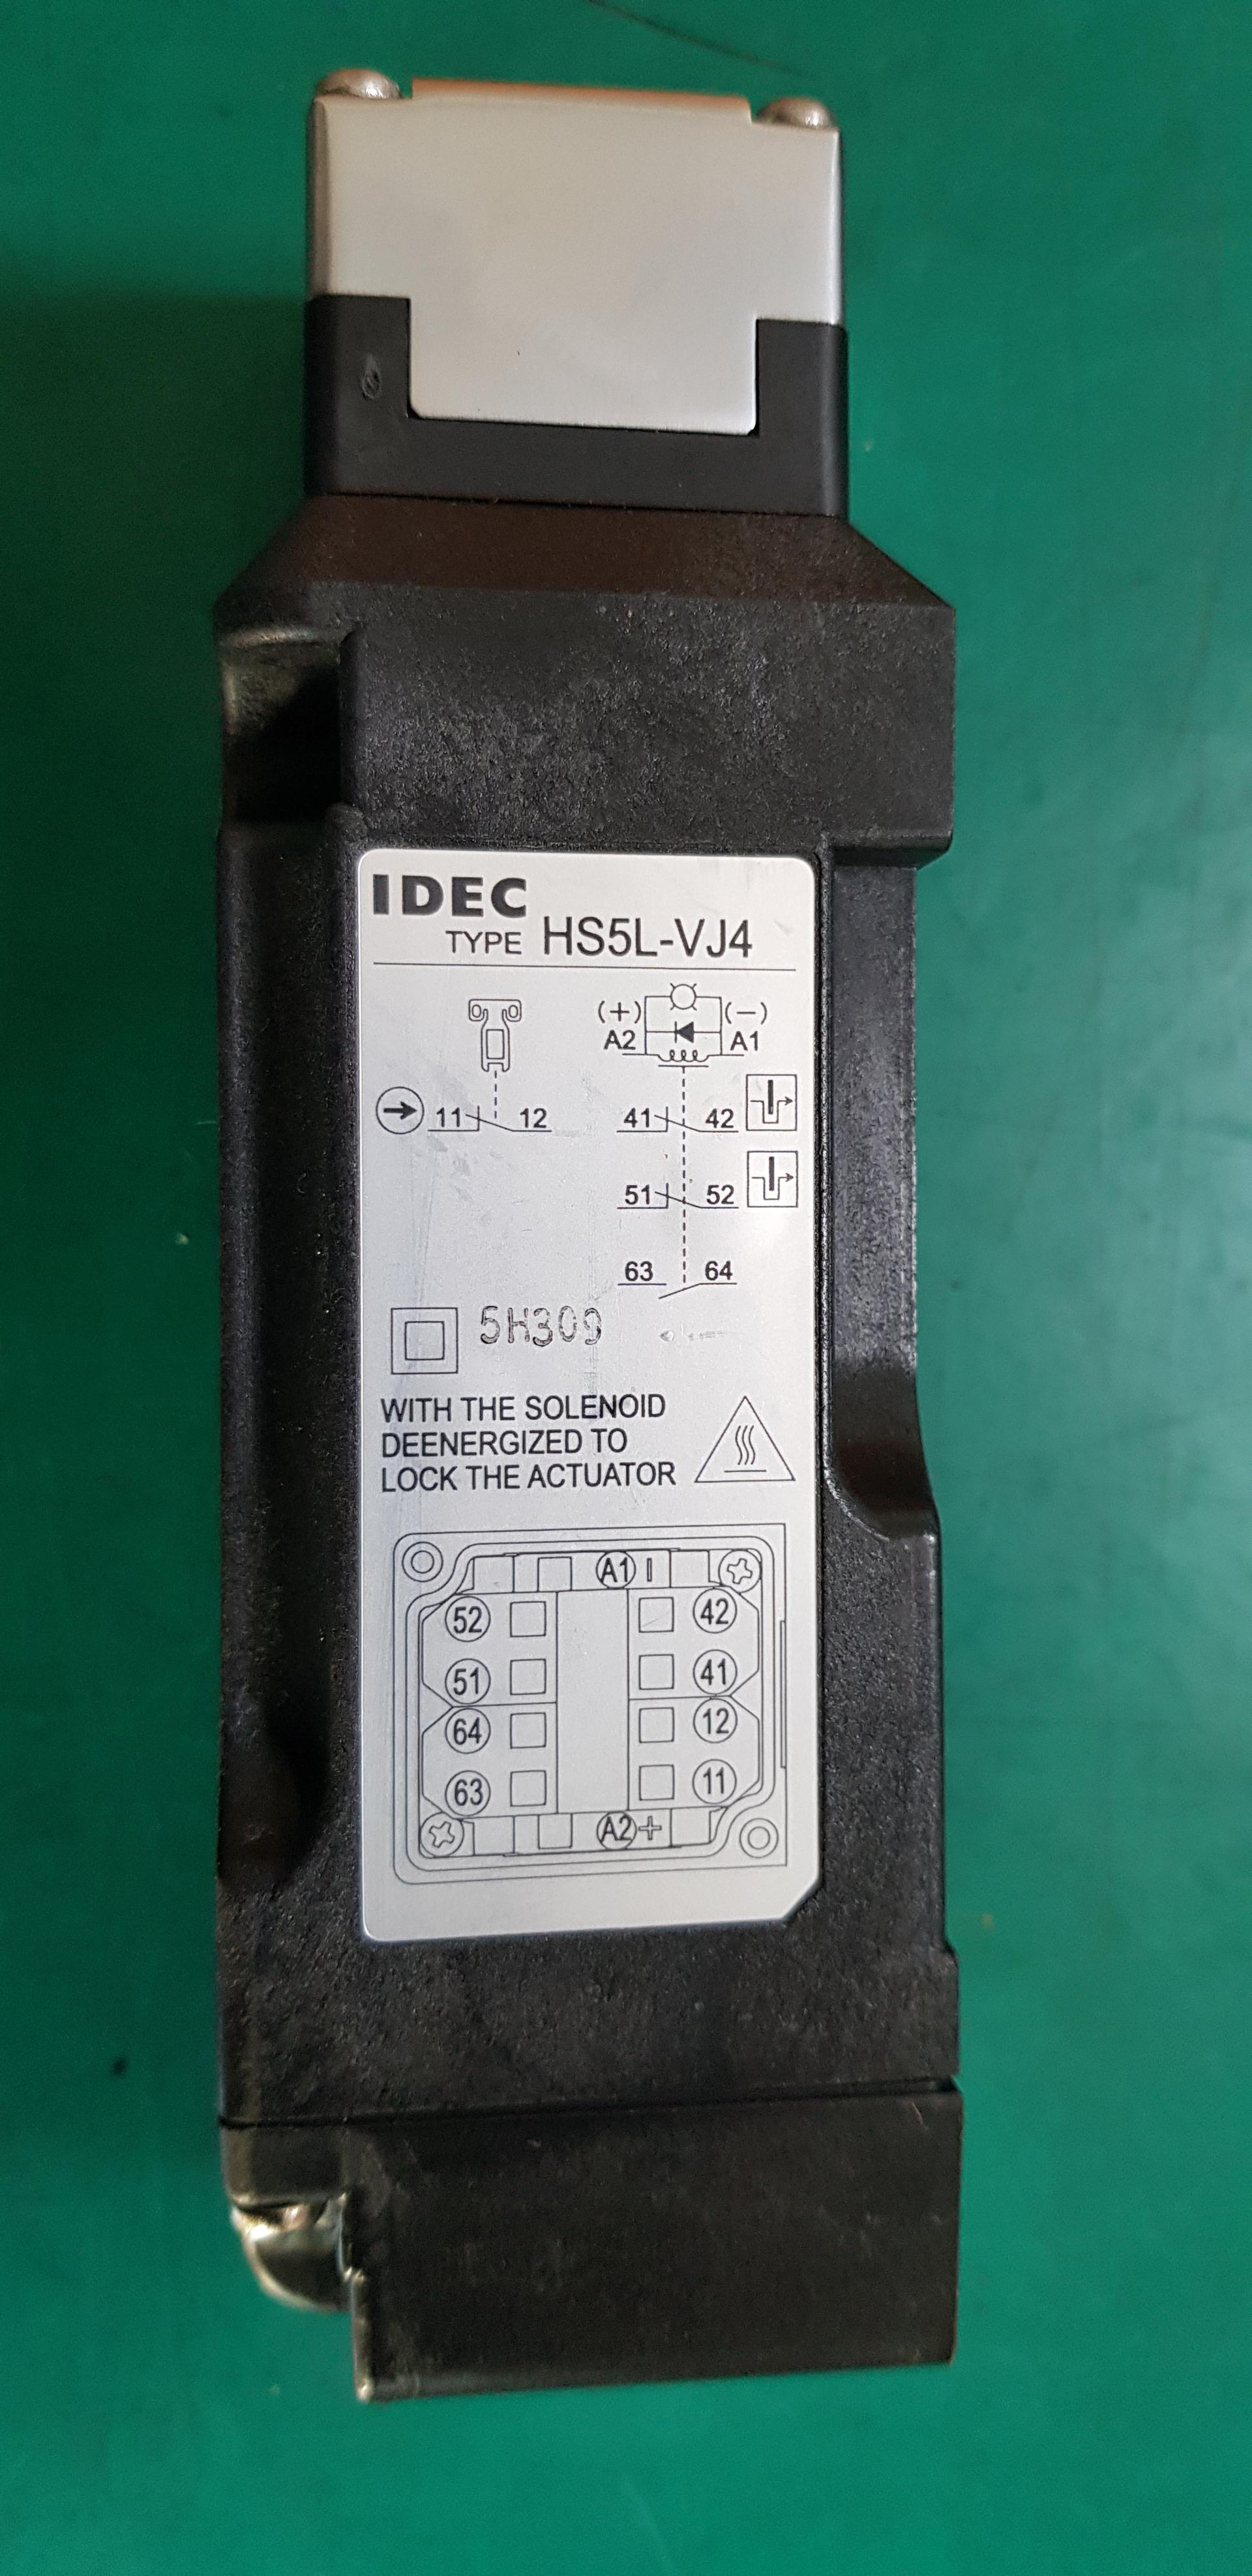 IDEC
TYPE HS5L-VJ4
(+) (−)
A2 A1
11 12 41 42
51 52
63 64
5H309
WITH THE SOLENOID
DEENERGIZED TO
LOCK THE ACTUATOR
A1 −
52 42
51 41
64 12
63 11
A2 +